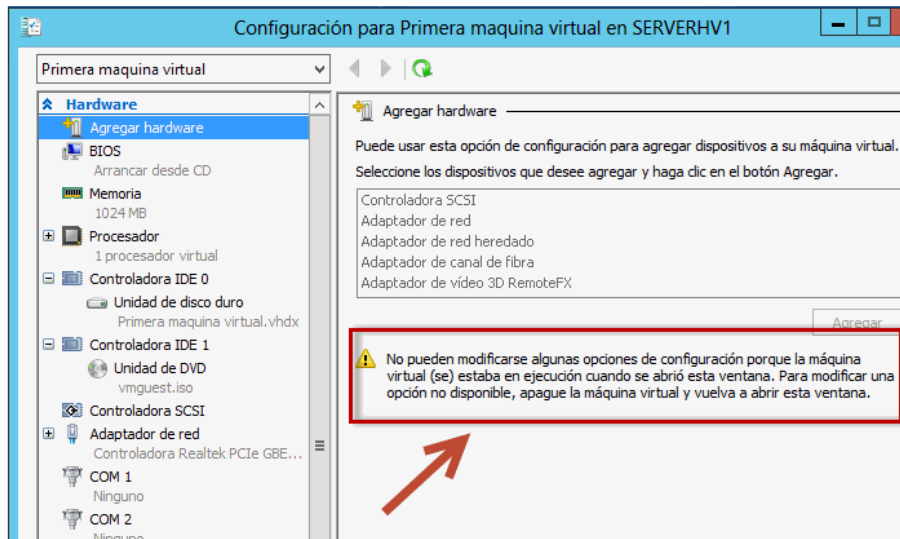 Configuración para Primera maquina virtual en SERVERHV1
Primera maquina virtual
Hardware
Agregar hardware
BIOS
Arrancar desde CD
Memoria
1024 MB
Procesador
1 procesador virtual
Controladora IDE 0
Unidad de disco duro
Primera maquina virtual.vhdx
Controladora IDE 1
Unidad de DVD
vmguest.iso
Controladora SCSI
Adaptador de red
Controladora Realtek PCIe GBE...
COM 1
Ninguno
COM 2
Ninguno
Agregar hardware
Puede usar esta opción de configuración para agregar dispositivos a su máquina virtual.
Seleccione los dispositivos que desee agregar y haga clic en el botón Agregar.
Controladora SCSI
Adaptador de red
Adaptador de red heredado
Adaptador de canal de fibra
Adaptador de vídeo 3D RemoteFX
Agregar
No pueden modificarse algunas opciones de configuración porque la máquina
virtual (se) estaba en ejecución cuando se abrió esta ventana. Para modificar una
opción no disponible, apague la máquina virtual y vuelva a abrir esta ventana.